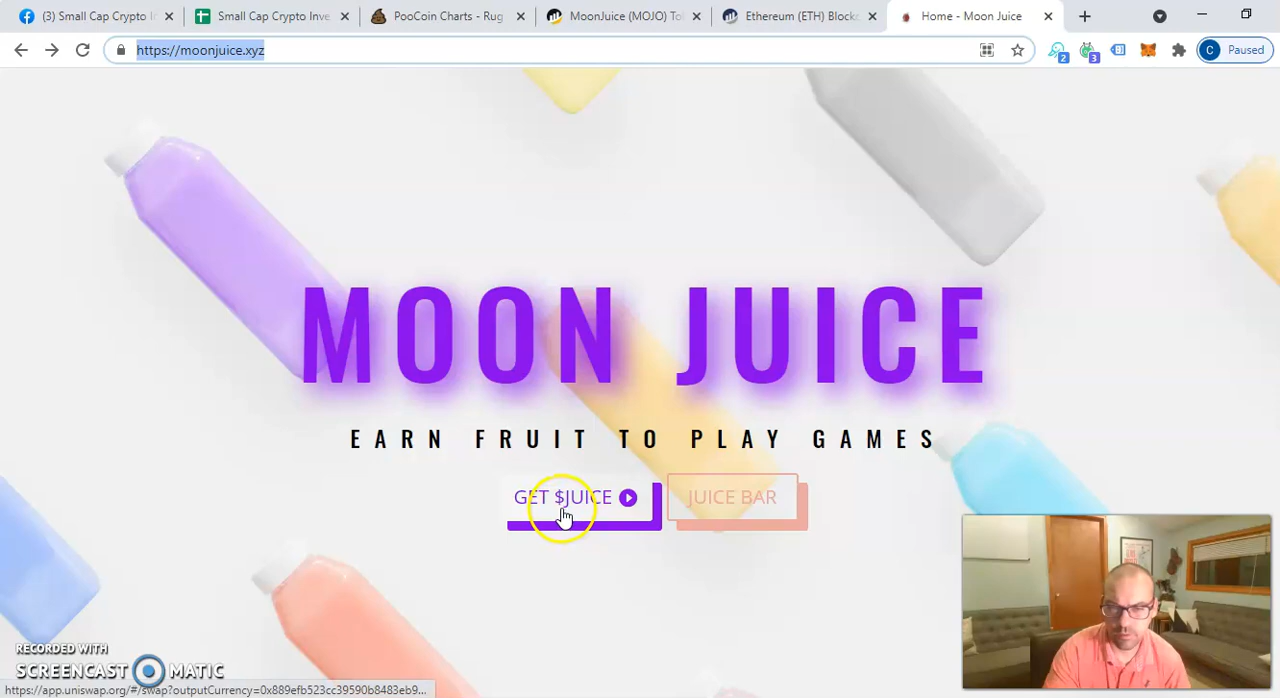 (3) Small Cap Crypto I
Small Cap Crypto Inve
PooCoin Charts - Rug
MoonJuice (MOJO) To
Ethereum (ETH) Block
Home - Moon Juice
https://moonjuice.xyz
2
3
C Paused
MOON JUICE
EARN FRUIT TO PLAY GAMES
GET $JUICE
JUICE BAR
RECORDED WITH
SCREENCAST MATIC
https://app.uniswap.org/#/swap?outputCurrency=0x889efb523cc39590b8483eb9...